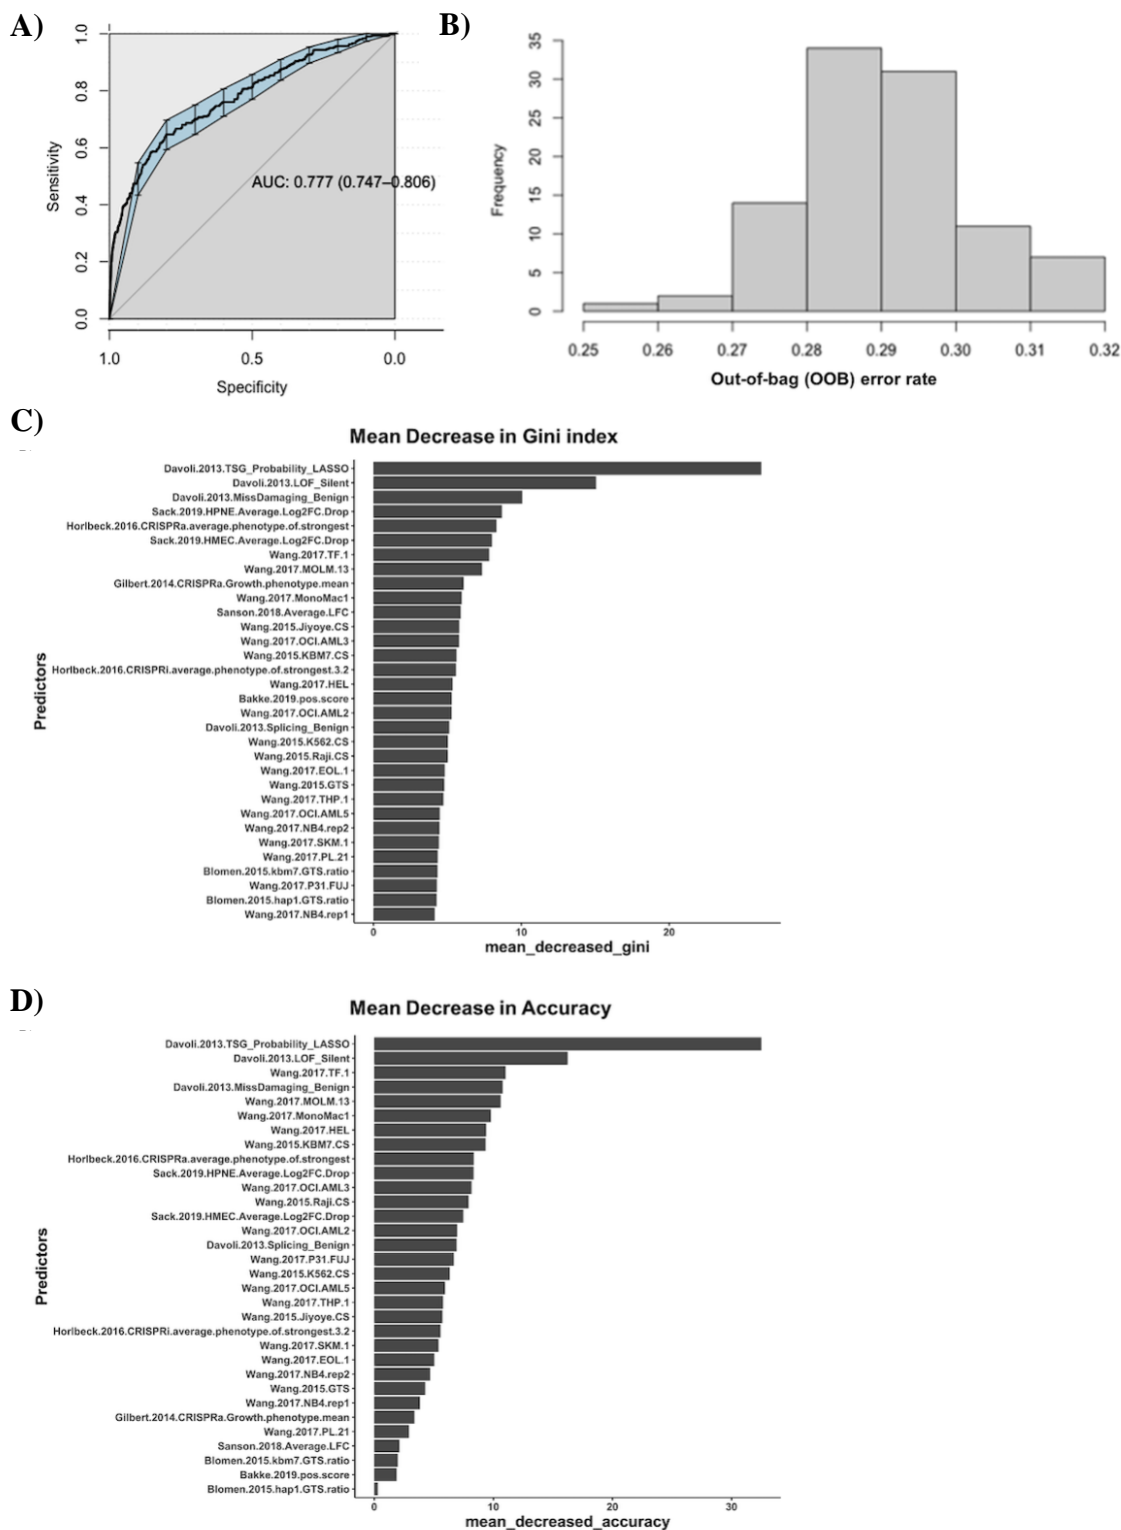 A)
Sensitivity
1.0
0.8
0.6
0.4
0.2
0.0
AUC: 0.777 (0.747–0.806)
1.0 0.5 0.0
Specificity
B)
Frequency
35
30
25
20
15
10
5
0
0.25 0.26 0.27 0.28 0.29 0.30 0.31 0.32
Out-of-bag (OOB) error rate
C)
Mean Decrease in Gini index
Predictors
Davoli.2013.TSG_Probability_LASSO
Davoli.2013.LOF_Silent
Davoli.2013.MissDamaging_Benign
Sack.2019.HPNE.Average.Log2FC.Drop
Horlbeck.2016.CRISPRa.average.phenotype.of.strongest
Sack.2019.HMEC.Average.Log2FC.Drop
Wang.2017.TF.1
Wang.2017.MOLM.13
Gilbert.2014.CRISPRa.Growth.phenotype.mean
Wang.2017.MonoMac1
Sanson.2018.Average.LFC
Wang.2015.Jiyoye.CS
Wang.2017.OCI.AML3
Wang.2015.KBM7.CS
Horlbeck.2016.CRISPRi.average.phenotype.of.strongest.3.2
Wang.2017.HEL
Bakke.2019.pos.score
Wang.2017.OCI.AML2
Davoli.2013.Splicing_Benign
Wang.2015.K562.CS
Wang.2015.Raji.CS
Wang.2017.EOL.1
Wang.2015.GTS
Wang.2017.THP.1
Wang.2017.OCI.AML5
Wang.2017.NB4.rep2
Wang.2017.SKM.1
Wang.2017.PL.21
Blomen.2015.kbm7.GTS.ratio
Wang.2017.P31.FUJ
Blomen.2015.hap1.GTS.ratio
Wang.2017.NB4.rep1
0 10 20
mean_decreased_gini
D)
Mean Decrease in Accuracy
Predictors
Davoli.2013.TSG_Probability_LASSO
Davoli.2013.LOF_Silent
Wang.2017.TF.1
Davoli.2013.MissDamaging_Benign
Wang.2017.MOLM.13
Wang.2017.MonoMac1
Wang.2017.HEL
Wang.2015.KBM7.CS
Horlbeck.2016.CRISPRa.average.phenotype.of.strongest
Sack.2019.HPNE.Average.Log2FC.Drop
Wang.2017.OCI.AML3
Wang.2015.Raji.CS
Sack.2019.HMEC.Average.Log2FC.Drop
Wang.2017.OCI.AML2
Davoli.2013.Splicing_Benign
Wang.2017.P31.FUJ
Wang.2015.K562.CS
Wang.2017.OCI.AML5
Wang.2017.THP.1
Wang.2015.Jiyoye.CS
Horlbeck.2016.CRISPRi.average.phenotype.of.strongest.3.2
Wang.2017.SKM.1
Wang.2017.EOL.1
Wang.2017.NB4.rep2
Wang.2015.GTS
Wang.2017.NB4.rep1
Gilbert.2014.CRISPRa.Growth.phenotype.mean
Wang.2017.PL.21
Sanson.2018.Average.LFC
Blomen.2015.kbm7.GTS.ratio
Bakke.2019.pos.score
Blomen.2015.hap1.GTS.ratio
0 10 20 30
mean_decreased_accuracy